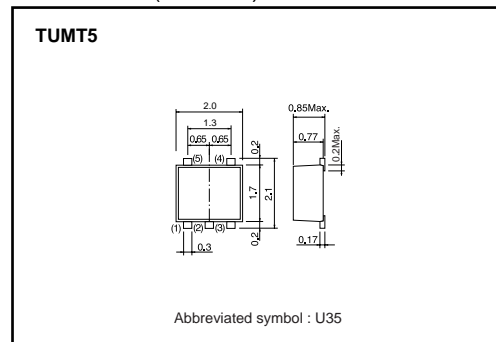 TUMT5
2.0
1.3
0.65 0.65
(5) (4)
0.2
1.7
2.1
0.2
(1) (2) (3)
0.3
0.85Max.
0.77
0.2Max.
0.17
Abbreviated symbol : U35